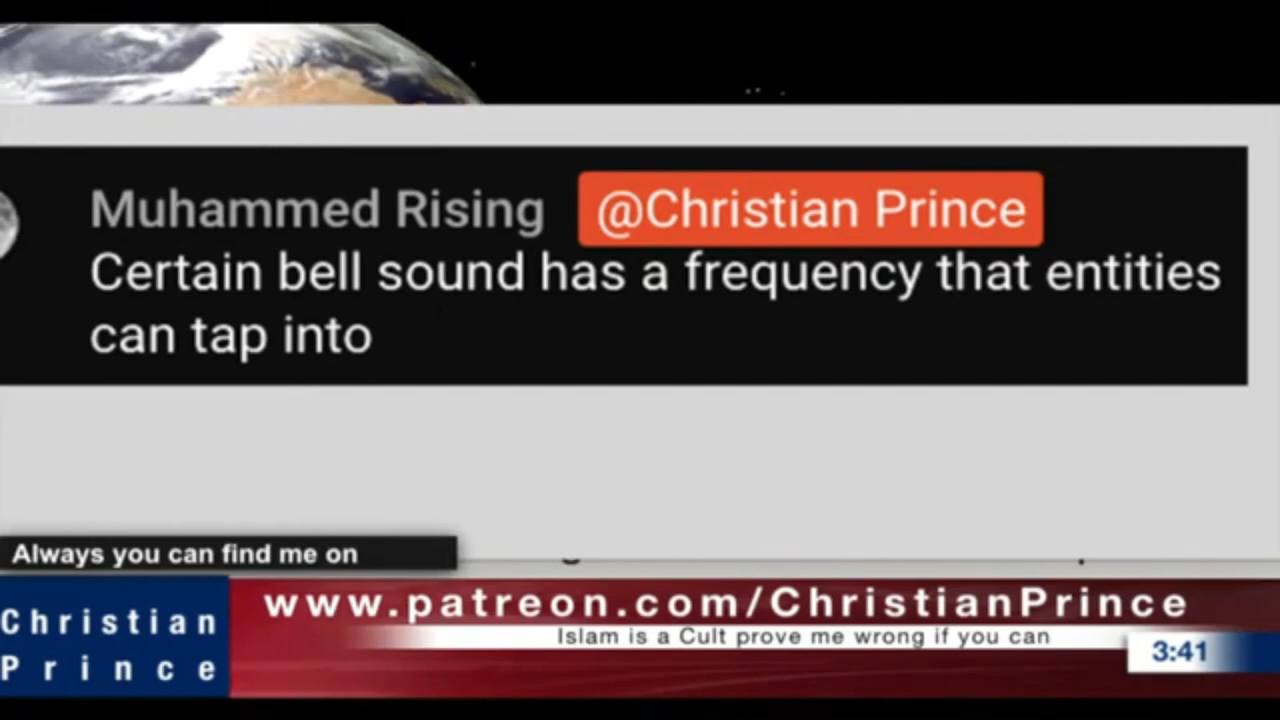 Muhammed Rising @Christian Prince
Certain bell sound has a frequency that entities
can tap into
Always you can find me on
Christian
Prince
www.patreon.com/ChristianPrince
Islam is a Cult prove me wrong if you can
3:41